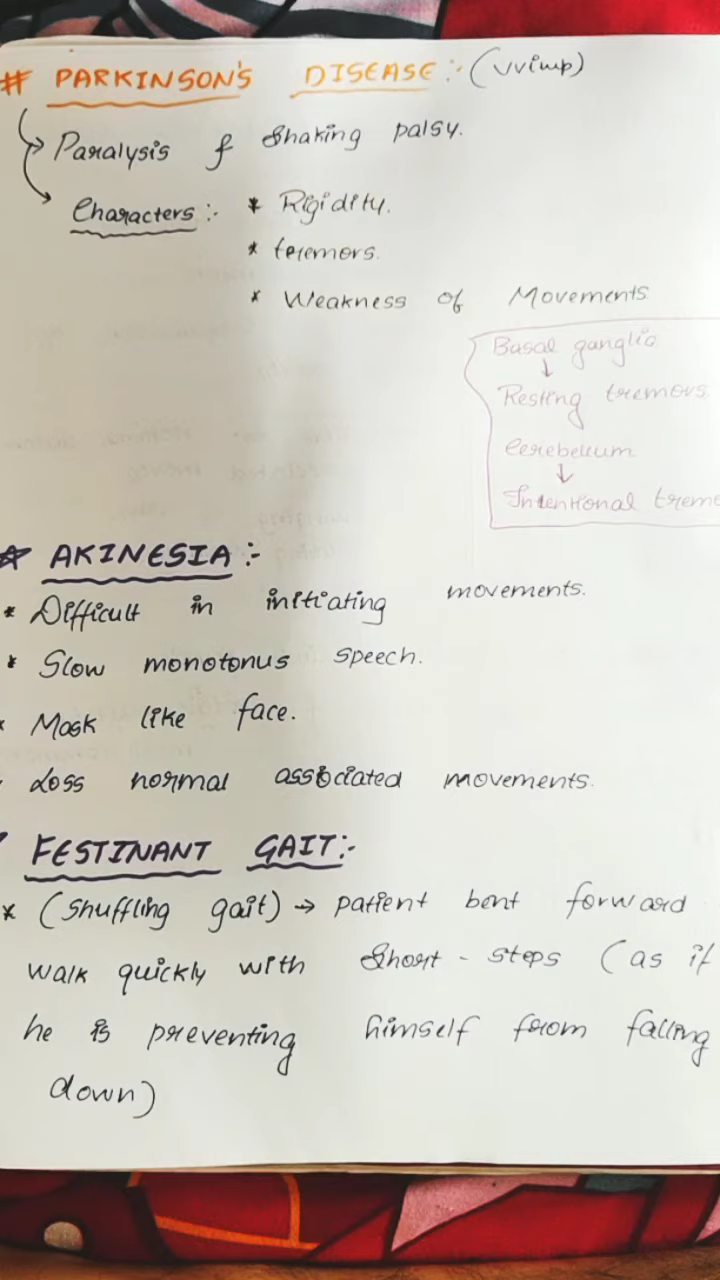 # PARKINSON'S DISEASE :- (vvimp)
Paralysis & Shaking palsy.
Characters :- * Rigidity.
* tremors.
* Weakness of Movements
Basal ganglia
↓
Resting tremors.
Cerebellum
↓
Intentional treme
☆ AKINESIA :-
* Difficult in initiating movements.
* Slow monotonus speech.
* Mask like face.
Loss normal associated movements.
FESTINANT GAIT :-
* (Shuffling gait) → patient bent forward
walk quickly with Short - steps (as if
he is preventing himself from falling
down)